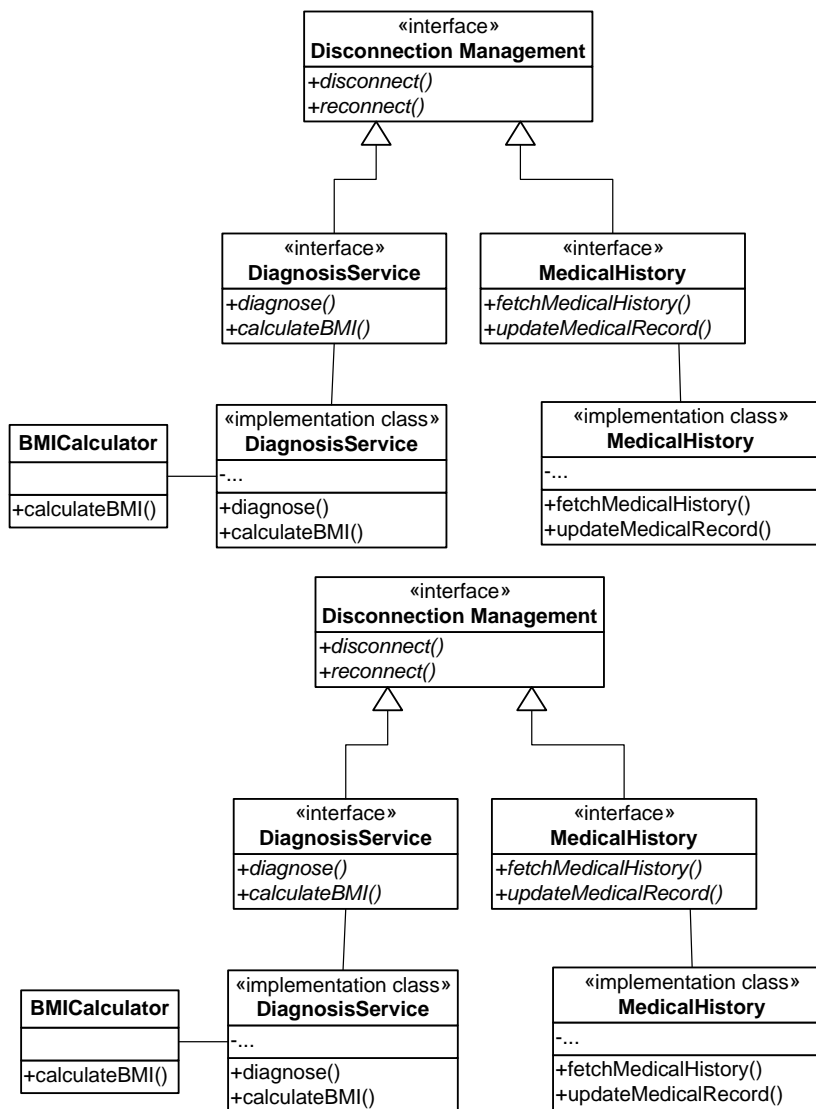 «interface»
Disconnection Management
+disconnect()
+reconnect()
«interface»
DiagnosisService
+diagnose()
+calculateBMI()
«interface»
MedicalHistory
+fetchMedicalHistory()
+updateMedicalRecord()
BMICalculator
+calculateBMI()
«implementation class»
DiagnosisService
-...
+diagnose()
+calculateBMI()
«implementation class»
MedicalHistory
-...
+fetchMedicalHistory()
+updateMedicalRecord()
«interface»
Disconnection Management
+disconnect()
+reconnect()
«interface»
DiagnosisService
+diagnose()
+calculateBMI()
«interface»
MedicalHistory
+fetchMedicalHistory()
+updateMedicalRecord()
BMICalculator
+calculateBMI()
«implementation class»
DiagnosisService
-...
+diagnose()
+calculateBMI()
«implementation class»
MedicalHistory
-...
+fetchMedicalHistory()
+updateMedicalRecord()